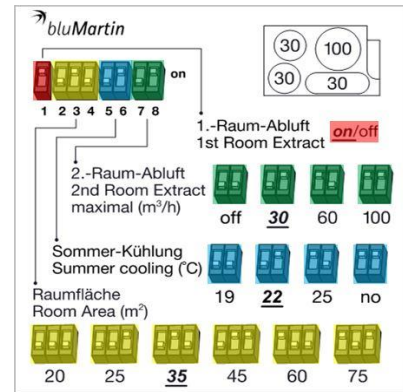 bluMartin
on
1 2 3 4 5 6 7 8
30 100
30 30
1.-Raum-Abluft on/off
1st Room Extract
2.-Raum-Abluft
2nd Room Extract
maximal (m³/h)
off 30 60 100
Sommer-Kühlung
Summer cooling (°C)
19 22 25 no
Raumfläche
Room Area (m²)
20 25 35 45 60 75